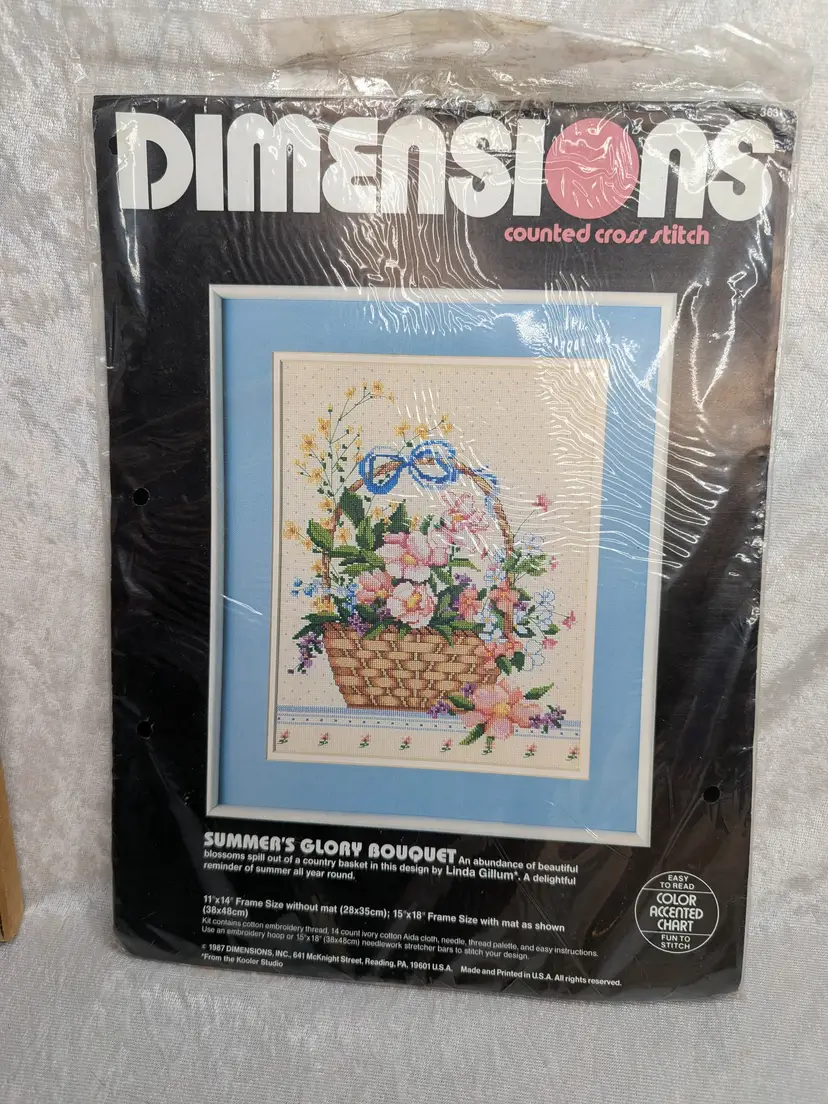 DIMENSIONS
counted cross stitch
SUMMER'S GLORY BOUQUET An abundance of beautiful
blossoms spill out of a country basket in this design by Linda Gillum*. A delightful
reminder of summer all year round.
11"x14" Frame Size without mat (28x35cm); 15"x18" Frame Size with mat as shown
(38x48cm)
Kit contains cotton embroidery thread, 14 count ivory cotton Aida cloth, needle, thread palette, and easy instructions.
Use an embroidery hoop or 15"x18" (38x48cm) needlework stretcher bars to stitch your design.
© 1987 DIMENSIONS, INC., 641 McKnight Street, Reading, PA. 19601 U.S.A. Made and Printed in U.S.A. All rights reserved.
*From the Kooler Studio
EASY
TO READ
COLOR
ACCENTED
CHART
FUN TO
STITCH